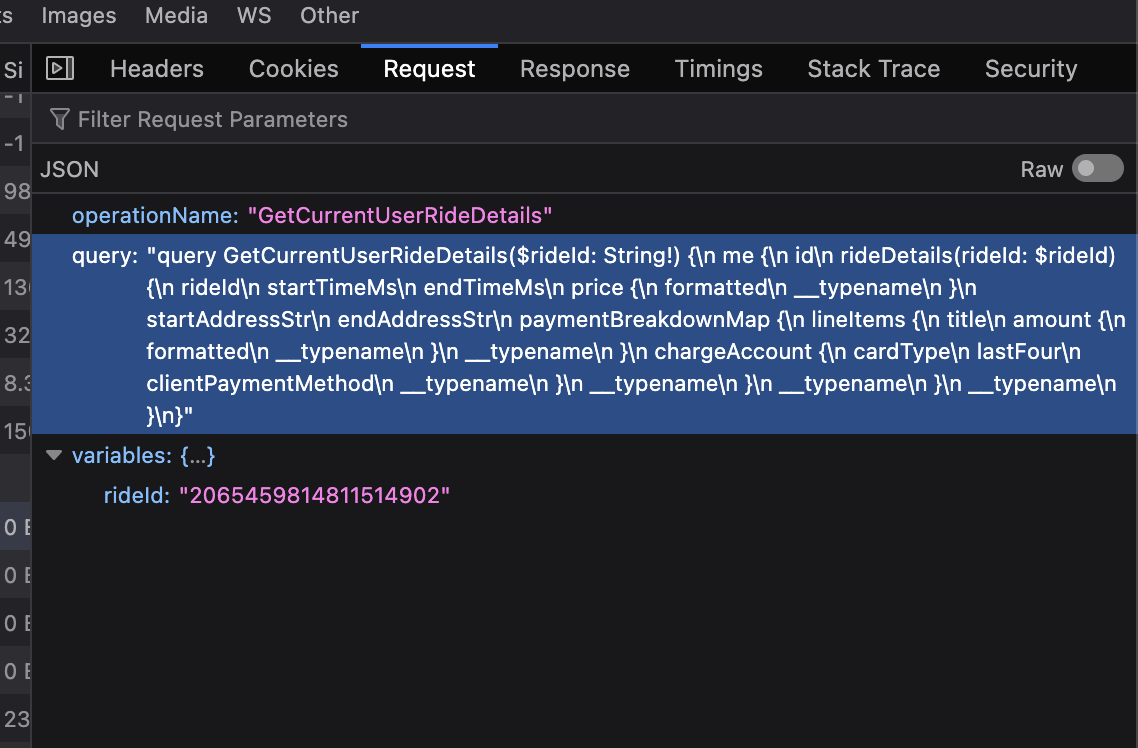 ts Images Media WS Other
Si Headers Cookies Request Response Timings Stack Trace Security
-1 Filter Request Parameters
-1
JSON Raw
98
operationName: "GetCurrentUserRideDetails"
49 query: "query GetCurrentUserRideDetails($rideId: String!) {\n me {\n id\n rideDetails(rideId: $rideId)
13 {\n rideId\n startTimeMs\n endTimeMs\n price {\n formatted\n __typename\n }\n
32 startAddressStr\n endAddressStr\n paymentBreakdownMap {\n lineItems {\n title\n amount {\n
formatted\n __typename\n }\n __typename\n }\n chargeAccount {\n cardType\n lastFour\n
8.3 clientPaymentMethod\n __typename\n }\n __typename\n }\n __typename\n }\n __typename\n
15 }\n}"
variables: {…}
rideId: "2065459814811514902"
0
0
0
0
23